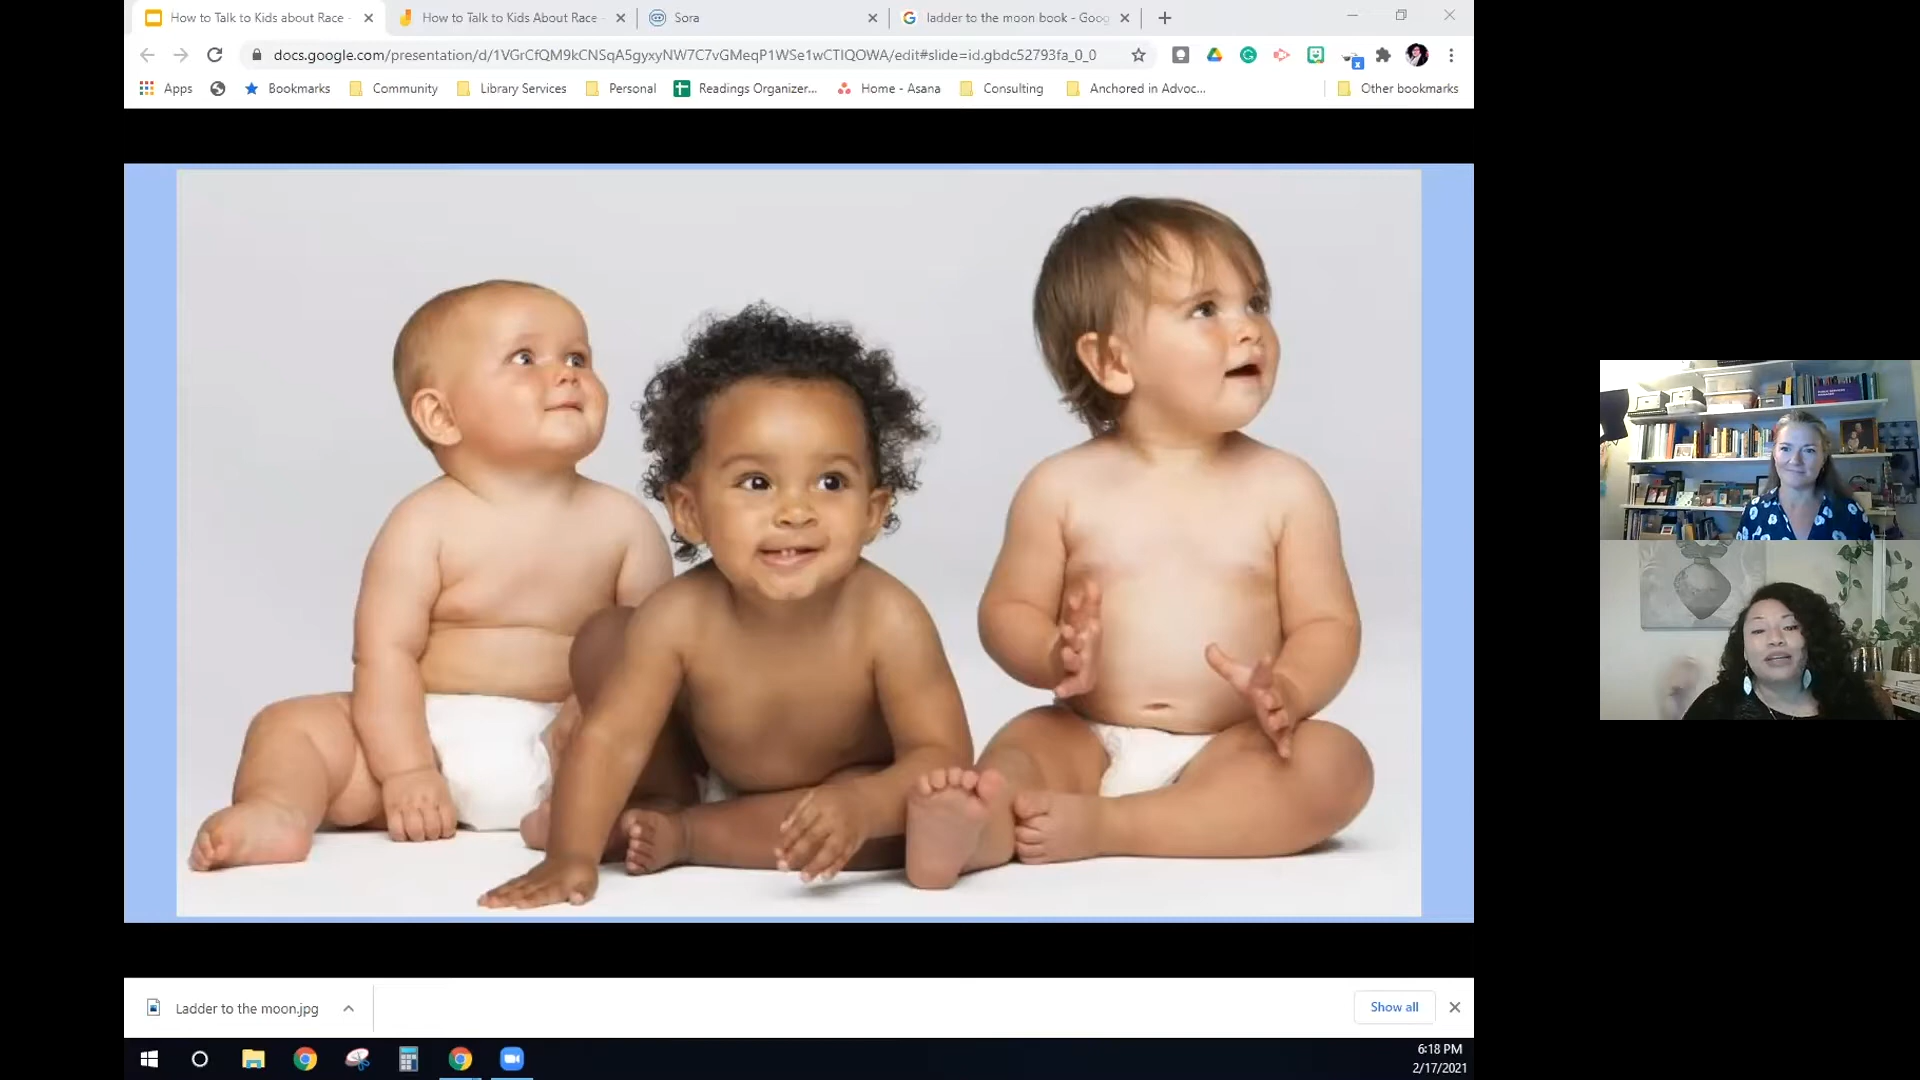 How to Talk to Kids about Race -
How to Talk to Kids About Race -
Sora
ladder to the moon book - Goog
docs.google.com/presentation/d/1VGrCfQM9kCNSqA5gyxyNW7C7vGMeqP1WSe1wCTIQOWA/edit#slide=id.gbdc52793fa_0_0
Apps
Bookmarks
Community
Library Services
Personal
Readings Organizer...
Home - Asana
Consulting
Anchored in Advoc...
Other bookmarks
Ladder to the moon.jpg
Show all
6:18 PM
2/17/2021